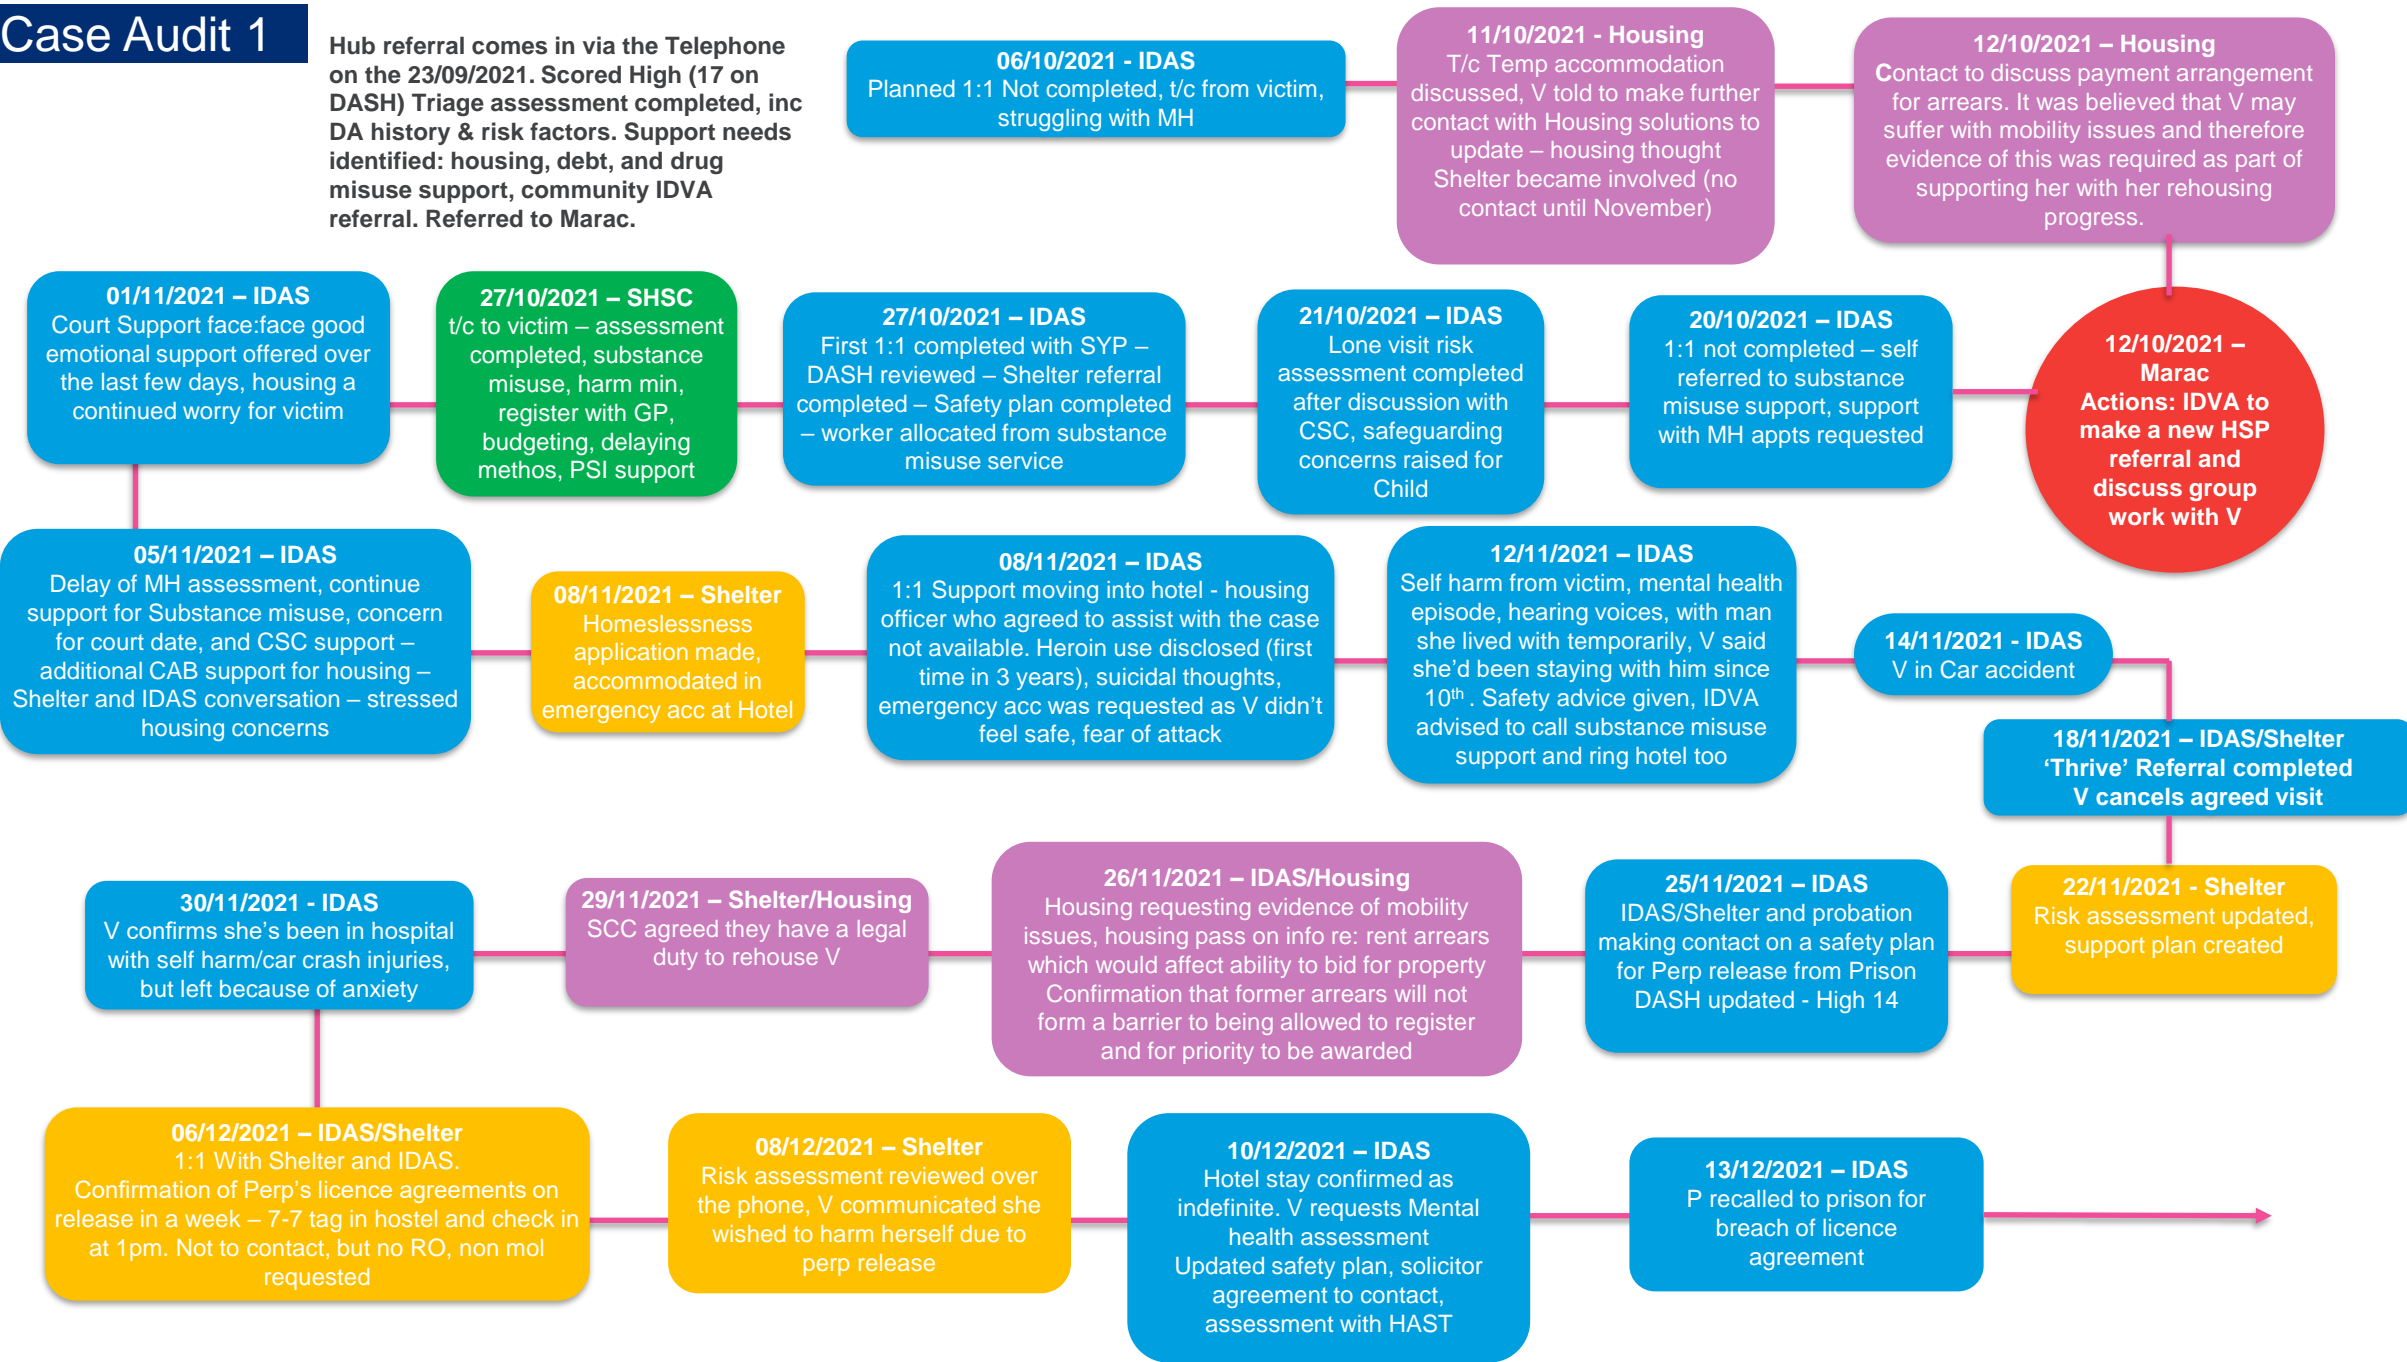 Case Audit 1
Hub referral comes in via the Telephone
on the 23/09/2021. Scored High (17 on
DASH) Triage assessment completed, inc
DA history & risk factors. Support needs
identified: housing, debt, and drug
misuse support, community IDVA
referral. Referred to Marac.
06/10/2021 - IDAS
Planned 1:1 Not completed, t/c from victim,
struggling with MH
11/10/2021 - Housing
T/c Temp accommodation
discussed, V told to make further
contact with Housing solutions to
update – housing thought
Shelter became involved (no
contact until November)
12/10/2021 – Housing
Contact to discuss payment arrangement
for arrears. It was believed that V may
suffer with mobility issues and therefore
evidence of this was required as part of
supporting her with her rehousing
progress.
12/10/2021 –
Marac
Actions: IDVA to
make a new HSP
referral and
discuss group
work with V
20/10/2021 – IDAS
1:1 not completed – self
referred to substance
misuse support, support
with MH appts requested
21/10/2021 – IDAS
Lone visit risk
assessment completed
after discussion with
CSC, safeguarding
concerns raised for
Child
27/10/2021 – IDAS
First 1:1 completed with SYP –
DASH reviewed – Shelter referral
completed – Safety plan completed
– worker allocated from substance
misuse service
27/10/2021 – SHSC
t/c to victim – assessment
completed, substance
misuse, harm min,
register with GP,
budgeting, delaying
methos, PSI support
01/11/2021 – IDAS
Court Support face:face good
emotional support offered over
the last few days, housing a
continued worry for victim
05/11/2021 – IDAS
Delay of MH assessment, continue
support for Substance misuse, concern
for court date, and CSC support –
additional CAB support for housing –
Shelter and IDAS conversation – stressed
housing concerns
08/11/2021 – Shelter
Homeslessness
application made,
accommodated in
emergency acc at Hotel
08/11/2021 – IDAS
1:1 Support moving into hotel - housing
officer who agreed to assist with the case
not available. Heroin use disclosed (first
time in 3 years), suicidal thoughts,
emergency acc was requested as V didn't
feel safe, fear of attack
12/11/2021 – IDAS
Self harm from victim, mental health
episode, hearing voices, with man
she lived with temporarily, V said
she'd been staying with him since
10th . Safety advice given, IDVA
advised to call substance misuse
support and ring hotel too
14/11/2021 - IDAS
V in Car accident
18/11/2021 – IDAS/Shelter
‘Thrive’ Referral completed
V cancels agreed visit
22/11/2021 - Shelter
Risk assessment updated,
support plan created
25/11/2021 – IDAS
IDAS/Shelter and probation
making contact on a safety plan
for Perp release from Prison
DASH updated - High 14
26/11/2021 – IDAS/Housing
Housing requesting evidence of mobility
issues, housing pass on info re: rent arrears
which would affect ability to bid for property
Confirmation that former arrears will not
form a barrier to being allowed to register
and for priority to be awarded
29/11/2021 – Shelter/Housing
SCC agreed they have a legal
duty to rehouse V
30/11/2021 - IDAS
V confirms she's been in hospital
with self harm/car crash injuries,
but left because of anxiety
06/12/2021 – IDAS/Shelter
1:1 With Shelter and IDAS.
Confirmation of Perp's licence agreements on
release in a week – 7-7 tag in hostel and check in
at 1pm. Not to contact, but no RO, non mol
requested
08/12/2021 – Shelter
Risk assessment reviewed over
the phone, V communicated she
wished to harm herself due to
perp release
10/12/2021 – IDAS
Hotel stay confirmed as
indefinite. V requests Mental
health assessment
Updated safety plan, solicitor
agreement to contact,
assessment with HAST
13/12/2021 – IDAS
P recalled to prison for
breach of licence
agreement